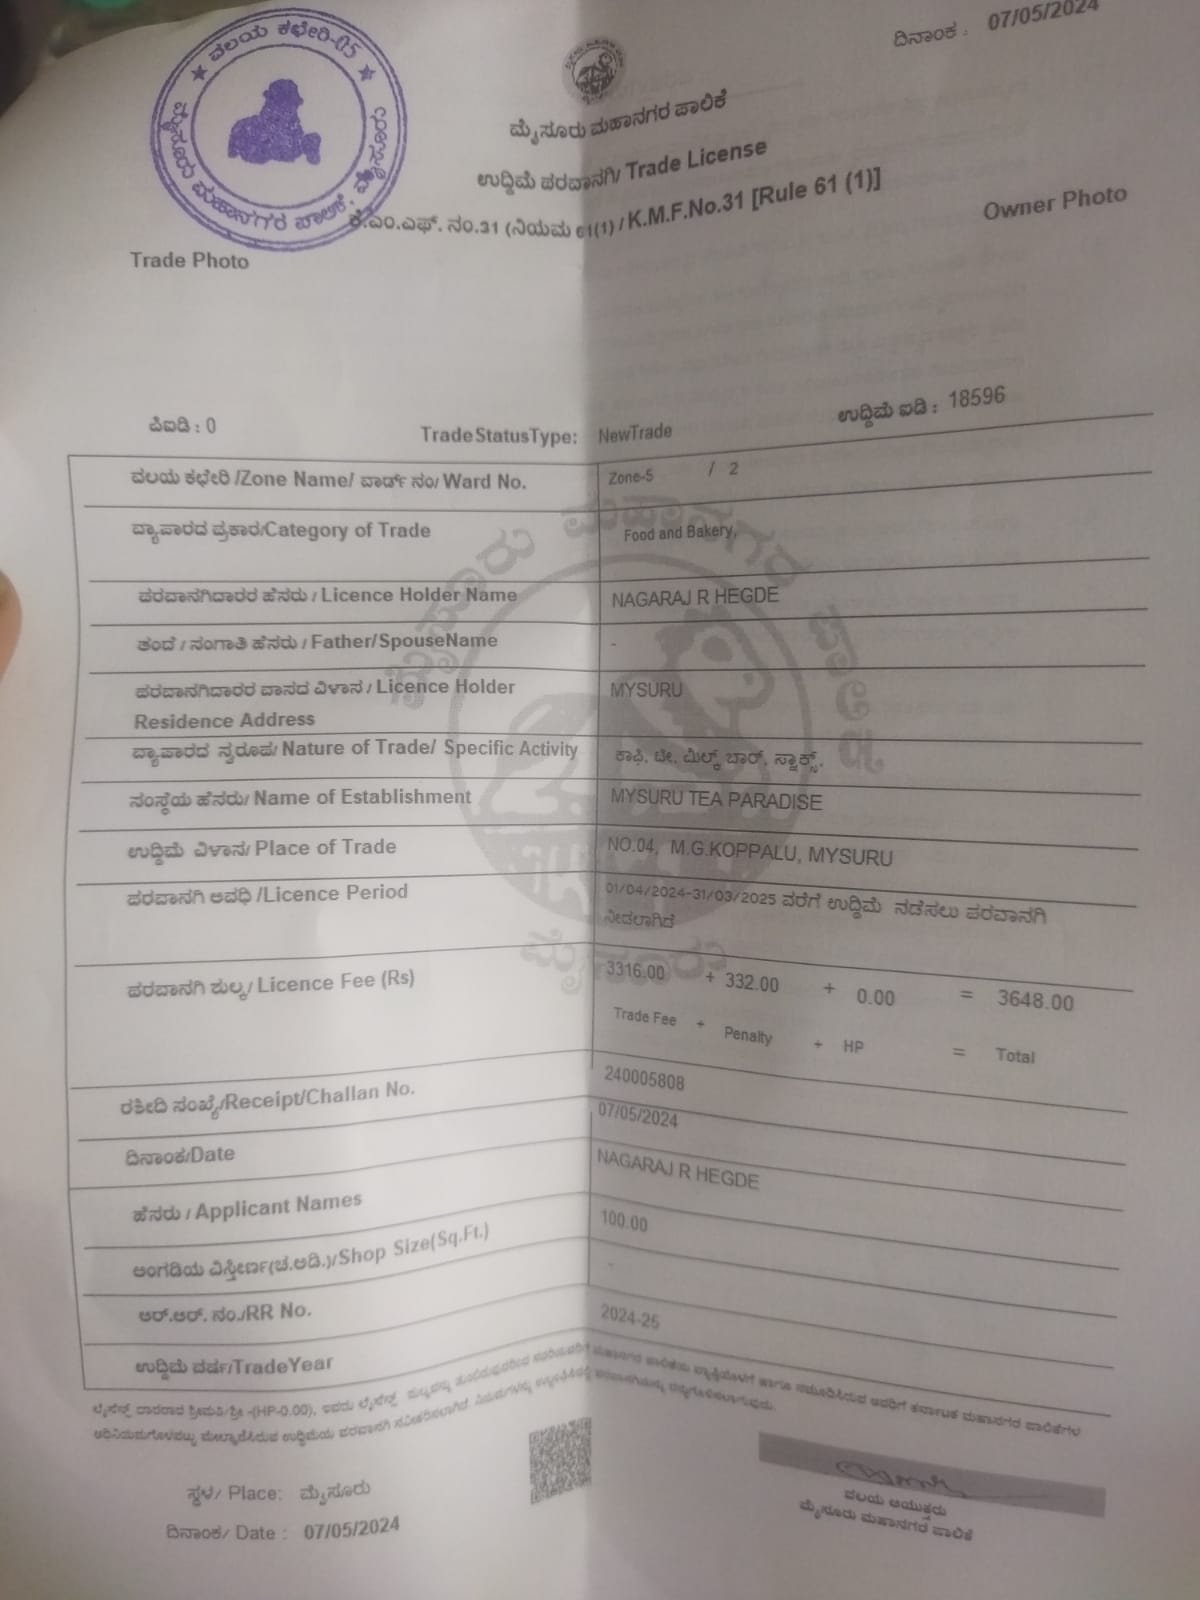 ವಲಯ ಕಛೇರಿ-05
ಮೈಸೂರು ಮಹಾನಗರ ಪಾಲಿಕೆ, ಮೈಸೂರು
ದಿನಾಂಕ : 07/05/2024
ಮೈಸೂರು ಮಹಾನಗರ ಪಾಲಿಕೆ
ಉದ್ದಿಮೆ ಪರವಾನಗಿ/ Trade License
ಕೆ.ಎಂ.ಎಫ್. ನಂ.31 (ನಿಯಮ 61(1) / K.M.F.No.31 [Rule 61 (1)]
Trade Photo
Owner Photo
ಪಿಐಡಿ : 0
TradeStatusType: NewTrade
ಉದ್ದಿಮೆ ಐಡಿ : 18596
ವಲಯ ಕಛೇರಿ /Zone Name/ ವಾರ್ಡ್ ನಂ/ Ward No. Zone-5 / 2
ವ್ಯಾಪಾರದ ಪ್ರಕಾರ/Category of Trade Food and Bakery,
ಪರವಾನಗಿದಾರರ ಹೆಸರು / Licence Holder Name NAGARAJ R HEGDE
ತಂದೆ / ಸಂಗಾತಿ ಹೆಸರು / Father/SpouseName -
ಪರವಾನಗಿದಾರರ ವಾಸದ ವಿಳಾಸ / Licence Holder MYSURU
Residence Address
ವ್ಯಾಪಾರದ ಸ್ವರೂಪ/ Nature of Trade/ Specific Activity ಕಾಫಿ, ಟೀ, ಮಿಲ್ಕ್ ಬಾರ್, ಸ್ನಾಕ್ಸ್,
ಸಂಸ್ಥೆಯ ಹೆಸರು/ Name of Establishment MYSURU TEA PARADISE
ಉದ್ದಿಮೆ ವಿಳಾಸ/ Place of Trade NO.04, M.G.KOPPALU, MYSURU
ಪರವಾನಗಿ ಅವಧಿ /Licence Period 01/04/2024-31/03/2025 ವರೆಗೆ ಉದ್ದಿಮೆ ನಡೆಸಲು ಪರವಾನಗಿ
ನೀಡಲಾಗಿದೆ
ಪರವಾನಗಿ ಶುಲ್ಕ/ Licence Fee (Rs) 3316.00 + 332.00 + 0.00 = 3648.00
Trade Fee + Penalty + HP = Total
ರಶೀದಿ ಸಂಖ್ಯೆ/Receipt/Challan No. 240005808
ದಿನಾಂಕ/Date 07/05/2024
ಹೆಸರು / Applicant Names NAGARAJ R HEGDE
ಅಂಗಡಿಯ ವಿಸ್ತೀರ್ಣ(ಚ.ಅಡಿ.)/Shop Size(Sq.Ft.) 100.00
ಆರ್.ಆರ್. ನಂ./RR No. -
ಉದ್ದಿಮೆ ವರ್ಷ/TradeYear 2024-25
ಸ್ಥಳ/ Place: ಮೈಸೂರು
ದಿನಾಂಕ/ Date : 07/05/2024
ವಲಯ ಆಯುಕ್ತರು
ಮೈಸೂರು ಮಹಾನಗರ ಪಾಲಿಕೆ